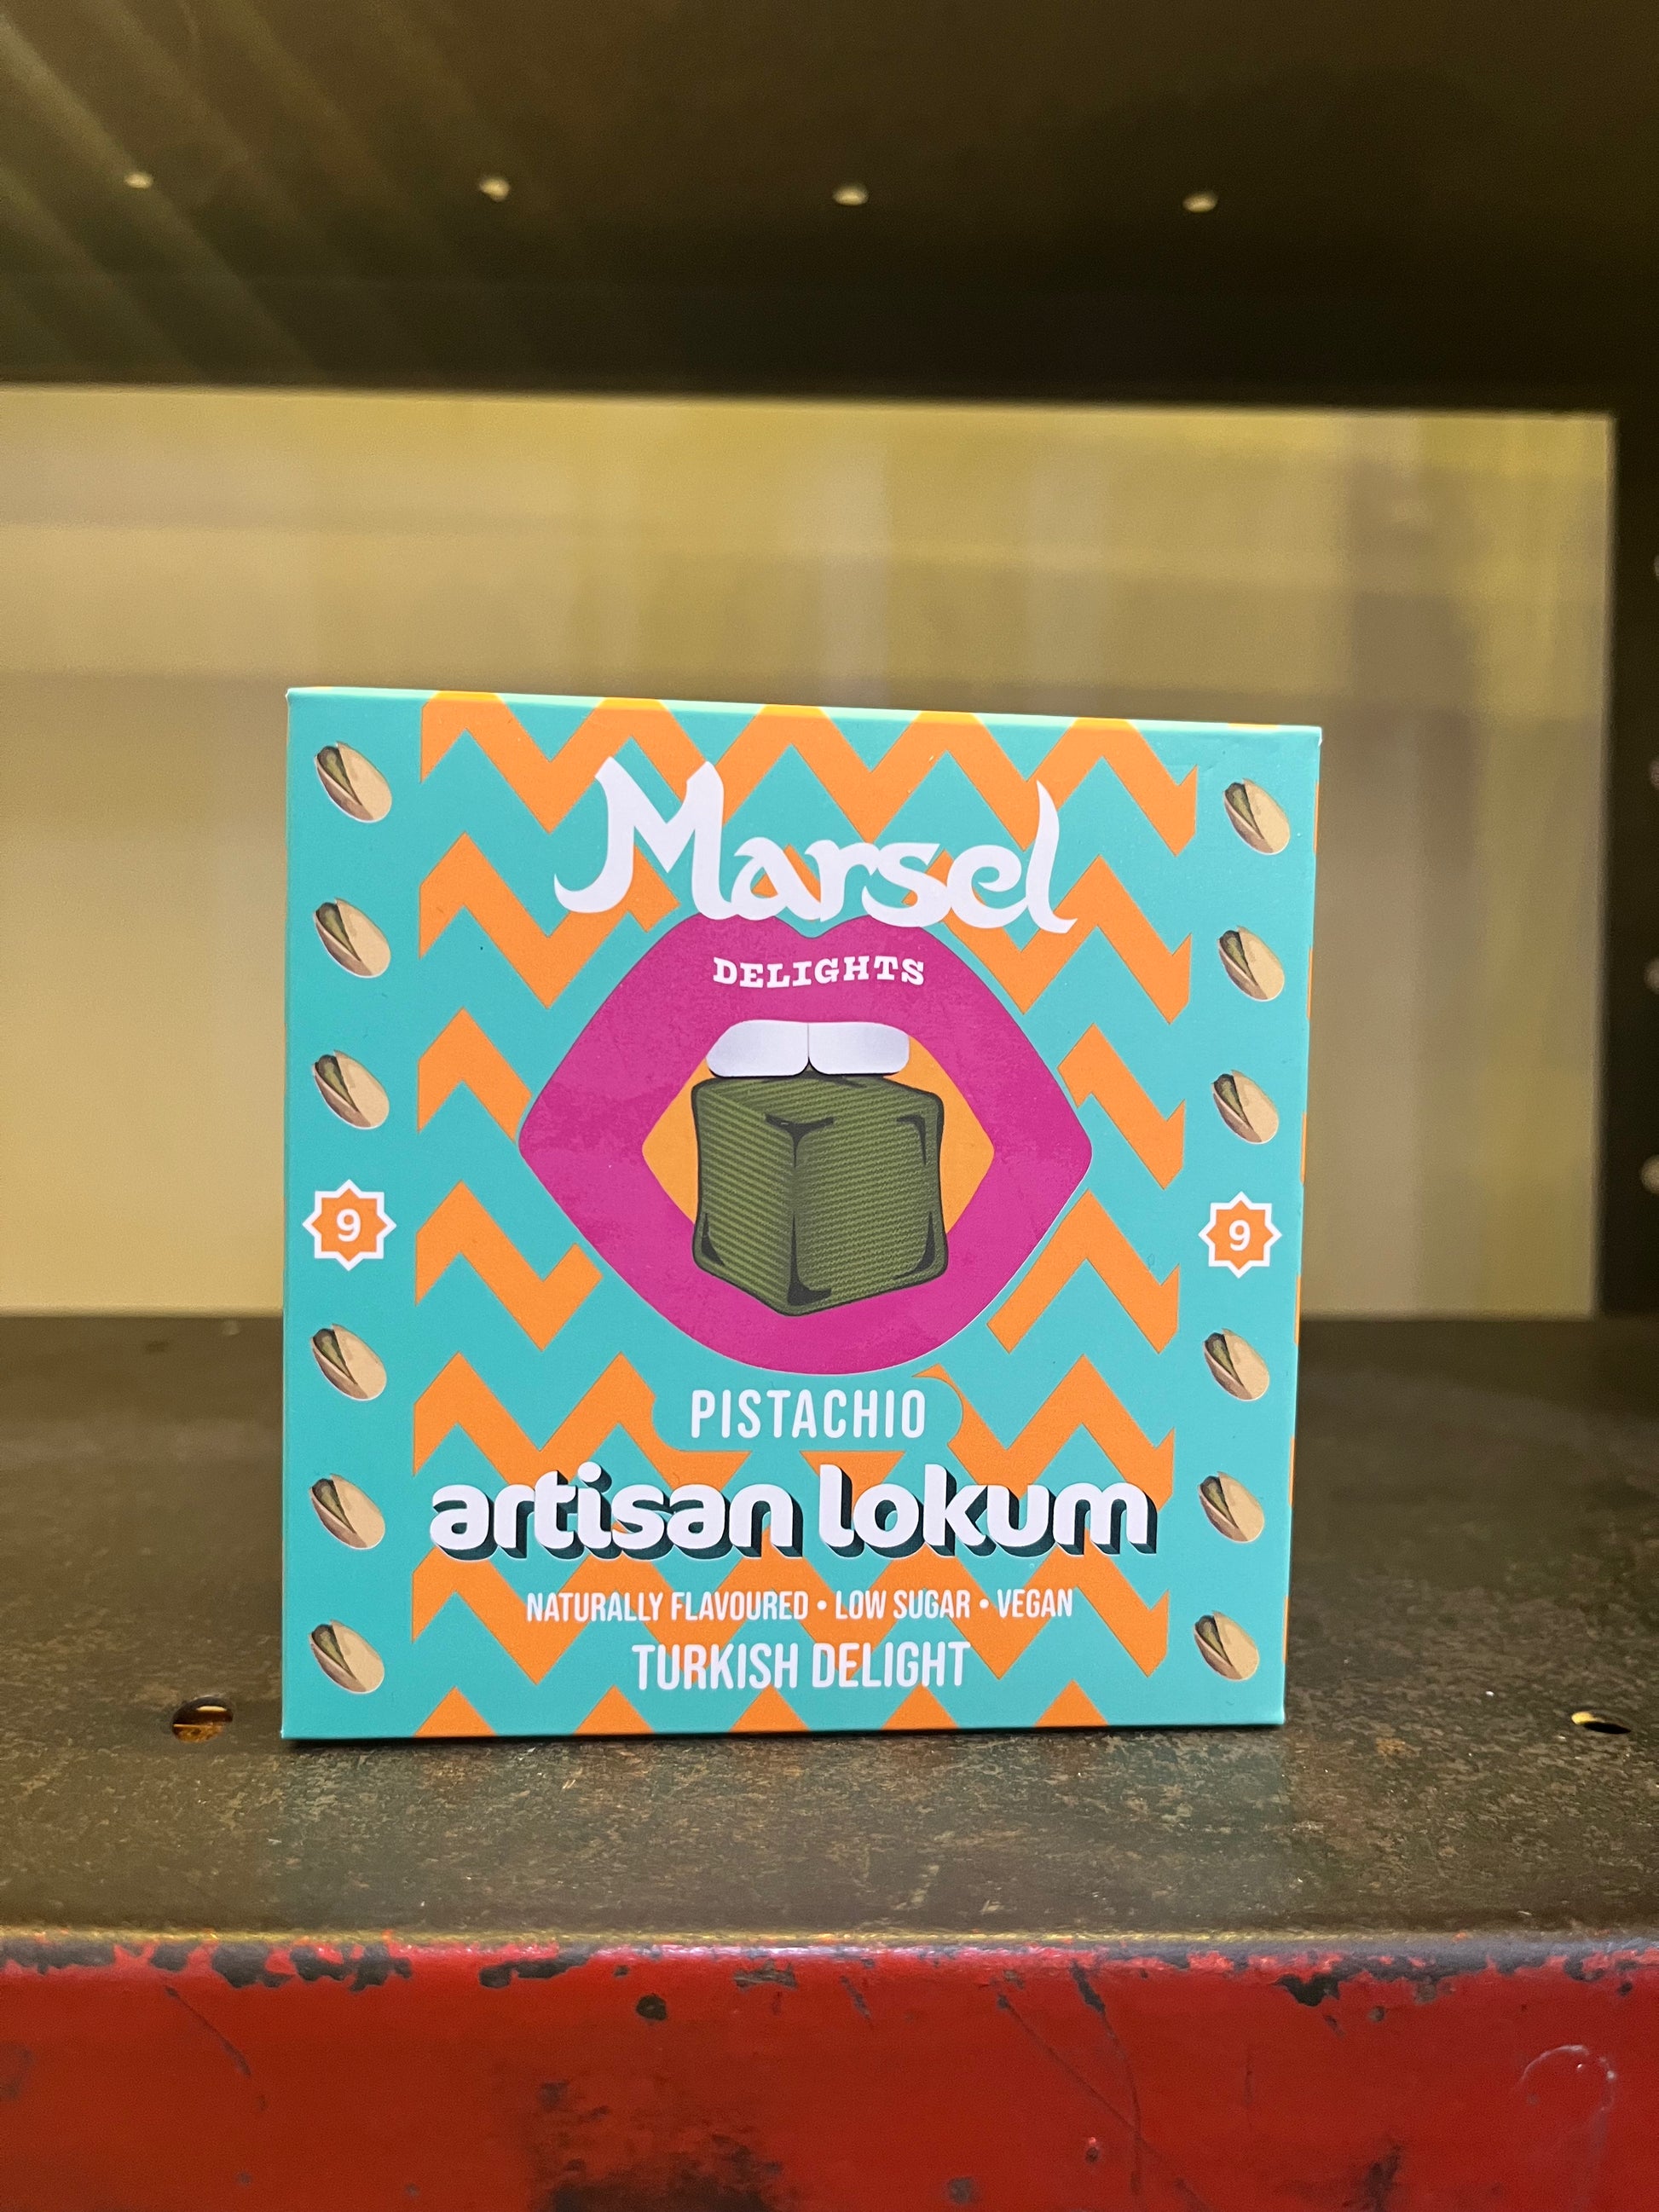 Marsel
DELIGHTS
9 9
PISTACHIO
artisan lokum
NATURALLY FLAVOURED • LOW SUGAR • VEGAN
TURKISH DELIGHT